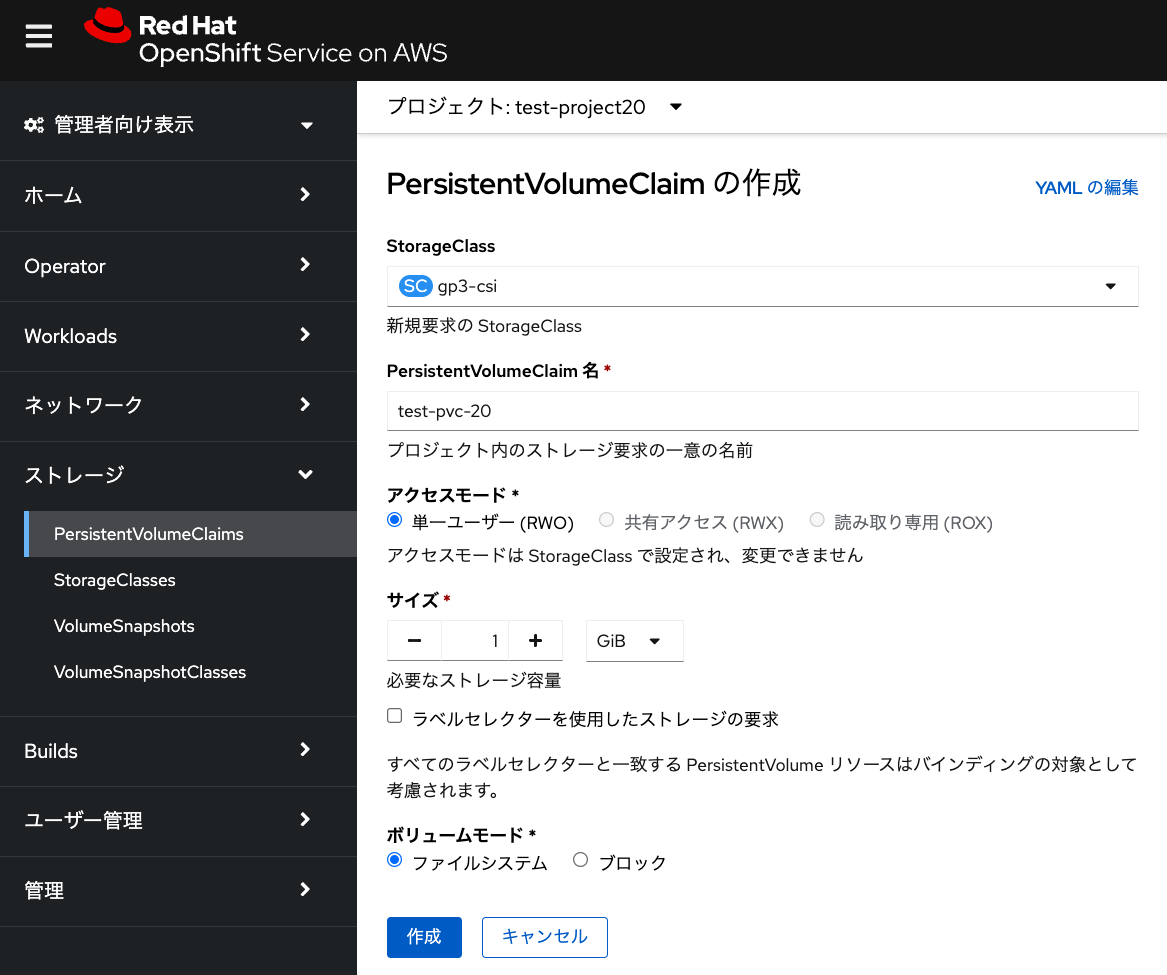 Red Hat
OpenShift Service on AWS
管理者向け表示
ホーム
Operator
Workloads
ネットワーク
ストレージ
PersistentVolumeClaims
StorageClasses
VolumeSnapshots
VolumeSnapshotClasses
Builds
ユーザー管理
管理
プロジェクト: test-project20
PersistentVolumeClaim の作成
YAML の編集
StorageClass
SC gp3-csi
新規要求の StorageClass
PersistentVolumeClaim 名 *
test-pvc-20
プロジェクト内のストレージ要求の一意の名前
アクセスモード *
単一ユーザー (RWO) 共有アクセス (RWX) 読み取り専用 (ROX)
アクセスモードは StorageClass で設定され、変更できません
サイズ *
1 GiB
必要なストレージ容量
ラベルセレクターを使用したストレージの要求
すべてのラベルセレクターと一致する PersistentVolume リソースはバインディングの対象として
考慮されます。
ボリュームモード *
ファイルシステム ブロック
作成 キャンセル